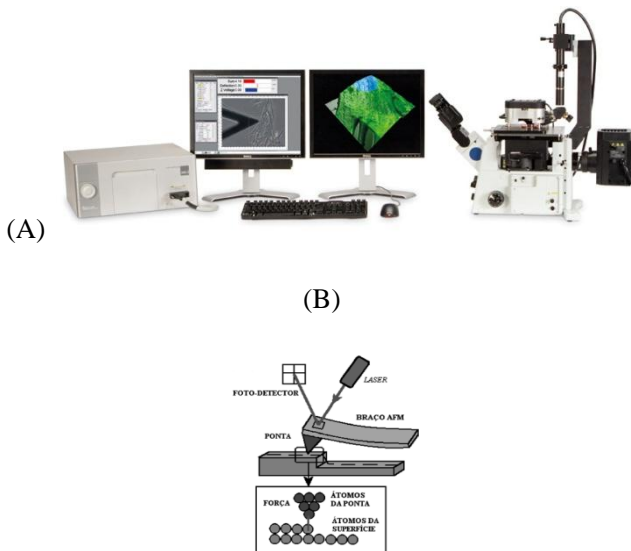 (A)
(B)
LASER
FOTO-DETECTOR
BRAÇO AFM
PONTA
FORÇA
ÁTOMOS
DA PONTA
ÁTOMOS DA
SUPERFÍCIE